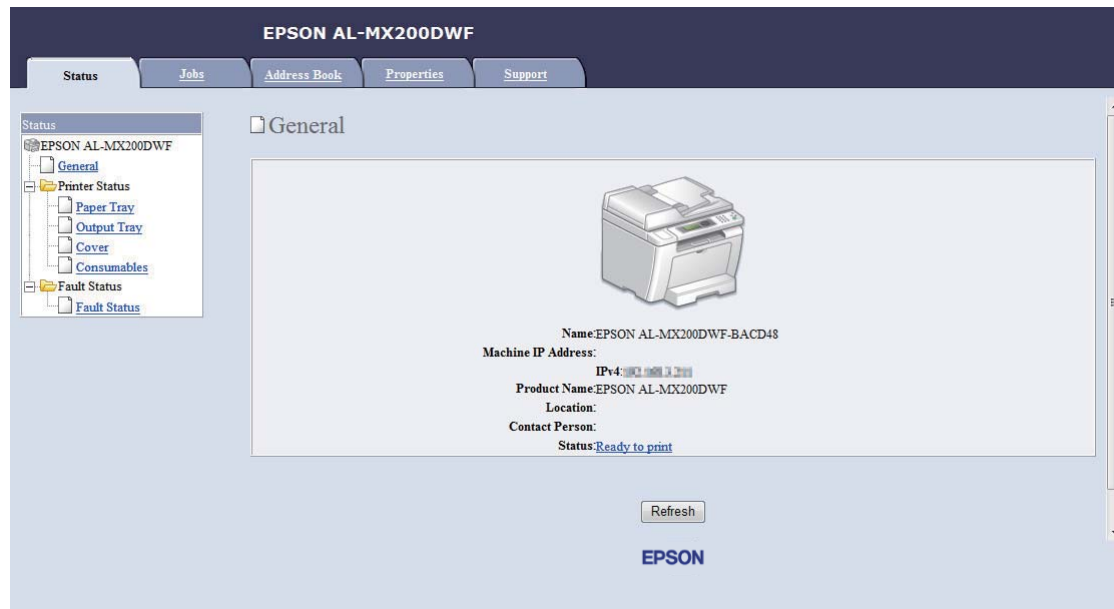 EPSON AL-MX200DWF
Status Jobs Address Book Properties Support
Status
EPSON AL-MX200DWF
General
Printer Status
Paper Tray
Output Tray
Cover
Consumables
Fault Status
Fault Status
General
Name:EPSON AL-MX200DWF-BACD48
Machine IP Address:
IPv4:
Product Name:EPSON AL-MX200DWF
Location:
Contact Person:
Status:Ready to print
Refresh
EPSON